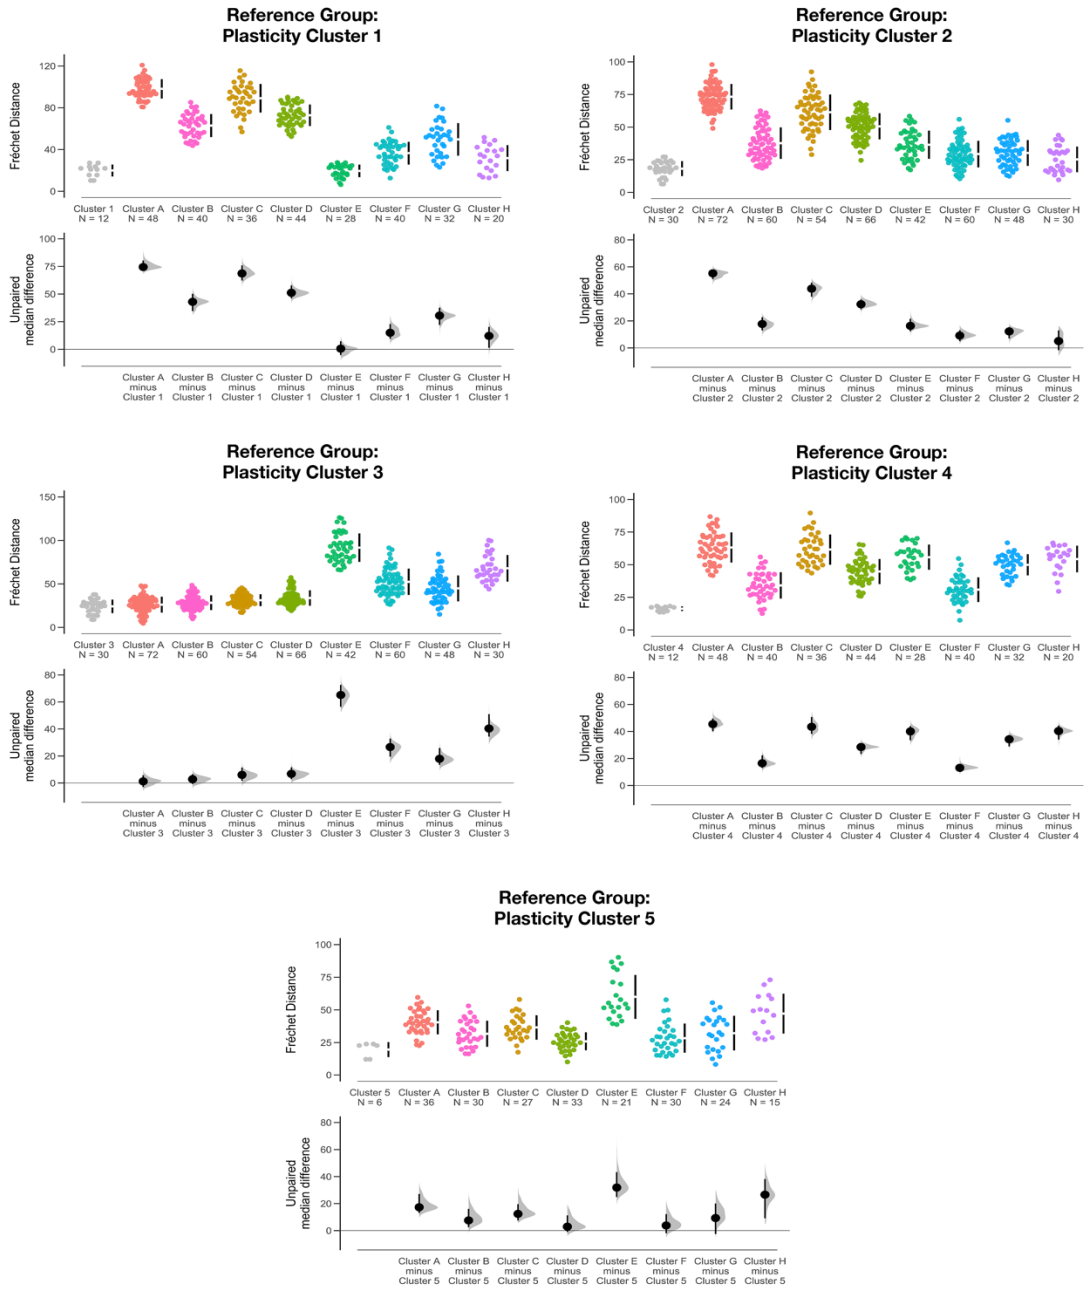 Reference Group:
Plasticity Cluster 1
Fréchet Distance
120
80
40
0
Cluster 1 Cluster A Cluster B Cluster C Cluster D Cluster E Cluster F Cluster G Cluster H
N = 12 N = 48 N = 40 N = 36 N = 44 N = 28 N = 40 N = 32 N = 20
Unpaired
median difference
100
75
50
25
0
Cluster A Cluster B Cluster C Cluster D Cluster E Cluster F Cluster G Cluster H
minus minus minus minus minus minus minus minus
Cluster 1 Cluster 1 Cluster 1 Cluster 1 Cluster 1 Cluster 1 Cluster 1 Cluster 1
Reference Group:
Plasticity Cluster 2
Fréchet Distance
100
75
50
25
0
Cluster 2 Cluster A Cluster B Cluster C Cluster D Cluster E Cluster F Cluster G Cluster H
N = 30 N = 72 N = 60 N = 54 N = 66 N = 42 N = 60 N = 48 N = 30
Unpaired
median difference
80
60
40
20
0
Cluster A Cluster B Cluster C Cluster D Cluster E Cluster F Cluster G Cluster H
minus minus minus minus minus minus minus minus
Cluster 2 Cluster 2 Cluster 2 Cluster 2 Cluster 2 Cluster 2 Cluster 2 Cluster 2
Reference Group:
Plasticity Cluster 3
Fréchet Distance
150
100
50
0
Cluster 3 Cluster A Cluster B Cluster C Cluster D Cluster E Cluster F Cluster G Cluster H
N = 30 N = 72 N = 60 N = 54 N = 66 N = 42 N = 60 N = 48 N = 30
Unpaired
median difference
80
60
40
20
0
Cluster A Cluster B Cluster C Cluster D Cluster E Cluster F Cluster G Cluster H
minus minus minus minus minus minus minus minus
Cluster 3 Cluster 3 Cluster 3 Cluster 3 Cluster 3 Cluster 3 Cluster 3 Cluster 3
Reference Group:
Plasticity Cluster 4
Fréchet Distance
100
75
50
25
0
Cluster 4 Cluster A Cluster B Cluster C Cluster D Cluster E Cluster F Cluster G Cluster H
N = 12 N = 48 N = 40 N = 36 N = 44 N = 28 N = 40 N = 32 N = 20
Unpaired
median difference
80
60
40
20
0
Cluster A Cluster B Cluster C Cluster D Cluster E Cluster F Cluster G Cluster H
minus minus minus minus minus minus minus minus
Cluster 4 Cluster 4 Cluster 4 Cluster 4 Cluster 4 Cluster 4 Cluster 4 Cluster 4
Reference Group:
Plasticity Cluster 5
Fréchet Distance
100
75
50
25
0
Cluster 5 Cluster A Cluster B Cluster C Cluster D Cluster E Cluster F Cluster G Cluster H
N = 6 N = 36 N = 30 N = 27 N = 33 N = 21 N = 30 N = 24 N = 15
Unpaired
median difference
80
60
40
20
0
Cluster A Cluster B Cluster C Cluster D Cluster E Cluster F Cluster G Cluster H
minus minus minus minus minus minus minus minus
Cluster 5 Cluster 5 Cluster 5 Cluster 5 Cluster 5 Cluster 5 Cluster 5 Cluster 5